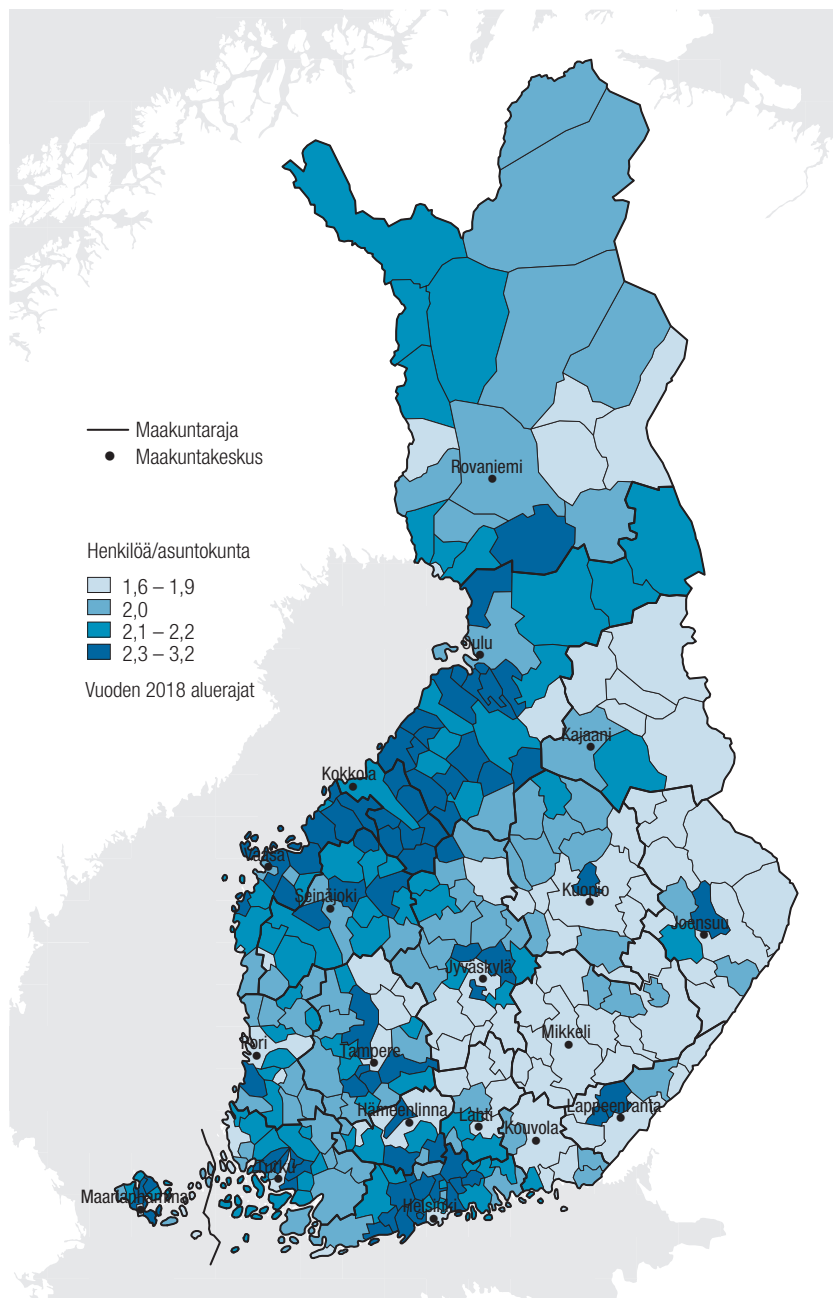 Maakuntaraja
Maakuntakeskus
Henkilöä/asuntokunta
1,6 – 1,9
2,0
2,1 – 2,2
2,3 – 3,2
Vuoden 2018 aluerajat
Rovaniemi
Oulu
Kajaani
Kokkola
Vaasa
Seinäjoki
Kuopio
Joensuu
Jyväskylä
Mikkeli
Pori
Tampere
Hämeenlinna
Lahti
Lappeenranta
Kouvola
Turku
Maarianhamina
Helsinki